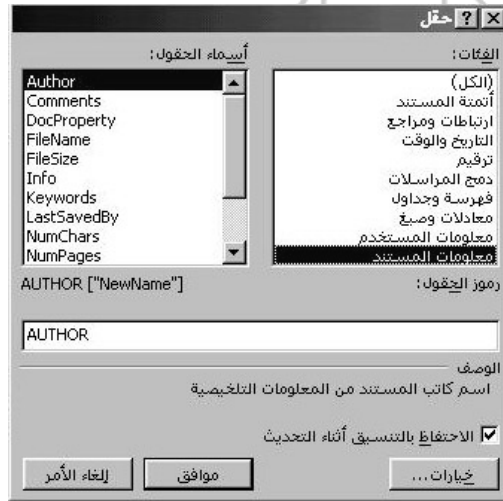 حقل
الفئات:
(الكل)
أتمتة المستند
ارتباطات ومراجع
التاريخ والوقت
ترقيم
دمج المراسلات
فهرسة وجداول
معادلات وصيغ
معلومات المستخدم
معلومات المستند
أسماء الحقول:
Author
Comments
DocProperty
FileName
FileSize
Info
Keywords
LastSavedBy
NumChars
NumPages
رموز الحقول:
AUTHOR ["NewName"]
AUTHOR
الوصف
اسم كاتب المستند من المعلومات التلخيصية
الاحتفاظ بالتنسيق أثناء التحديث
خيارات...
موافق
إلغاء الأمر